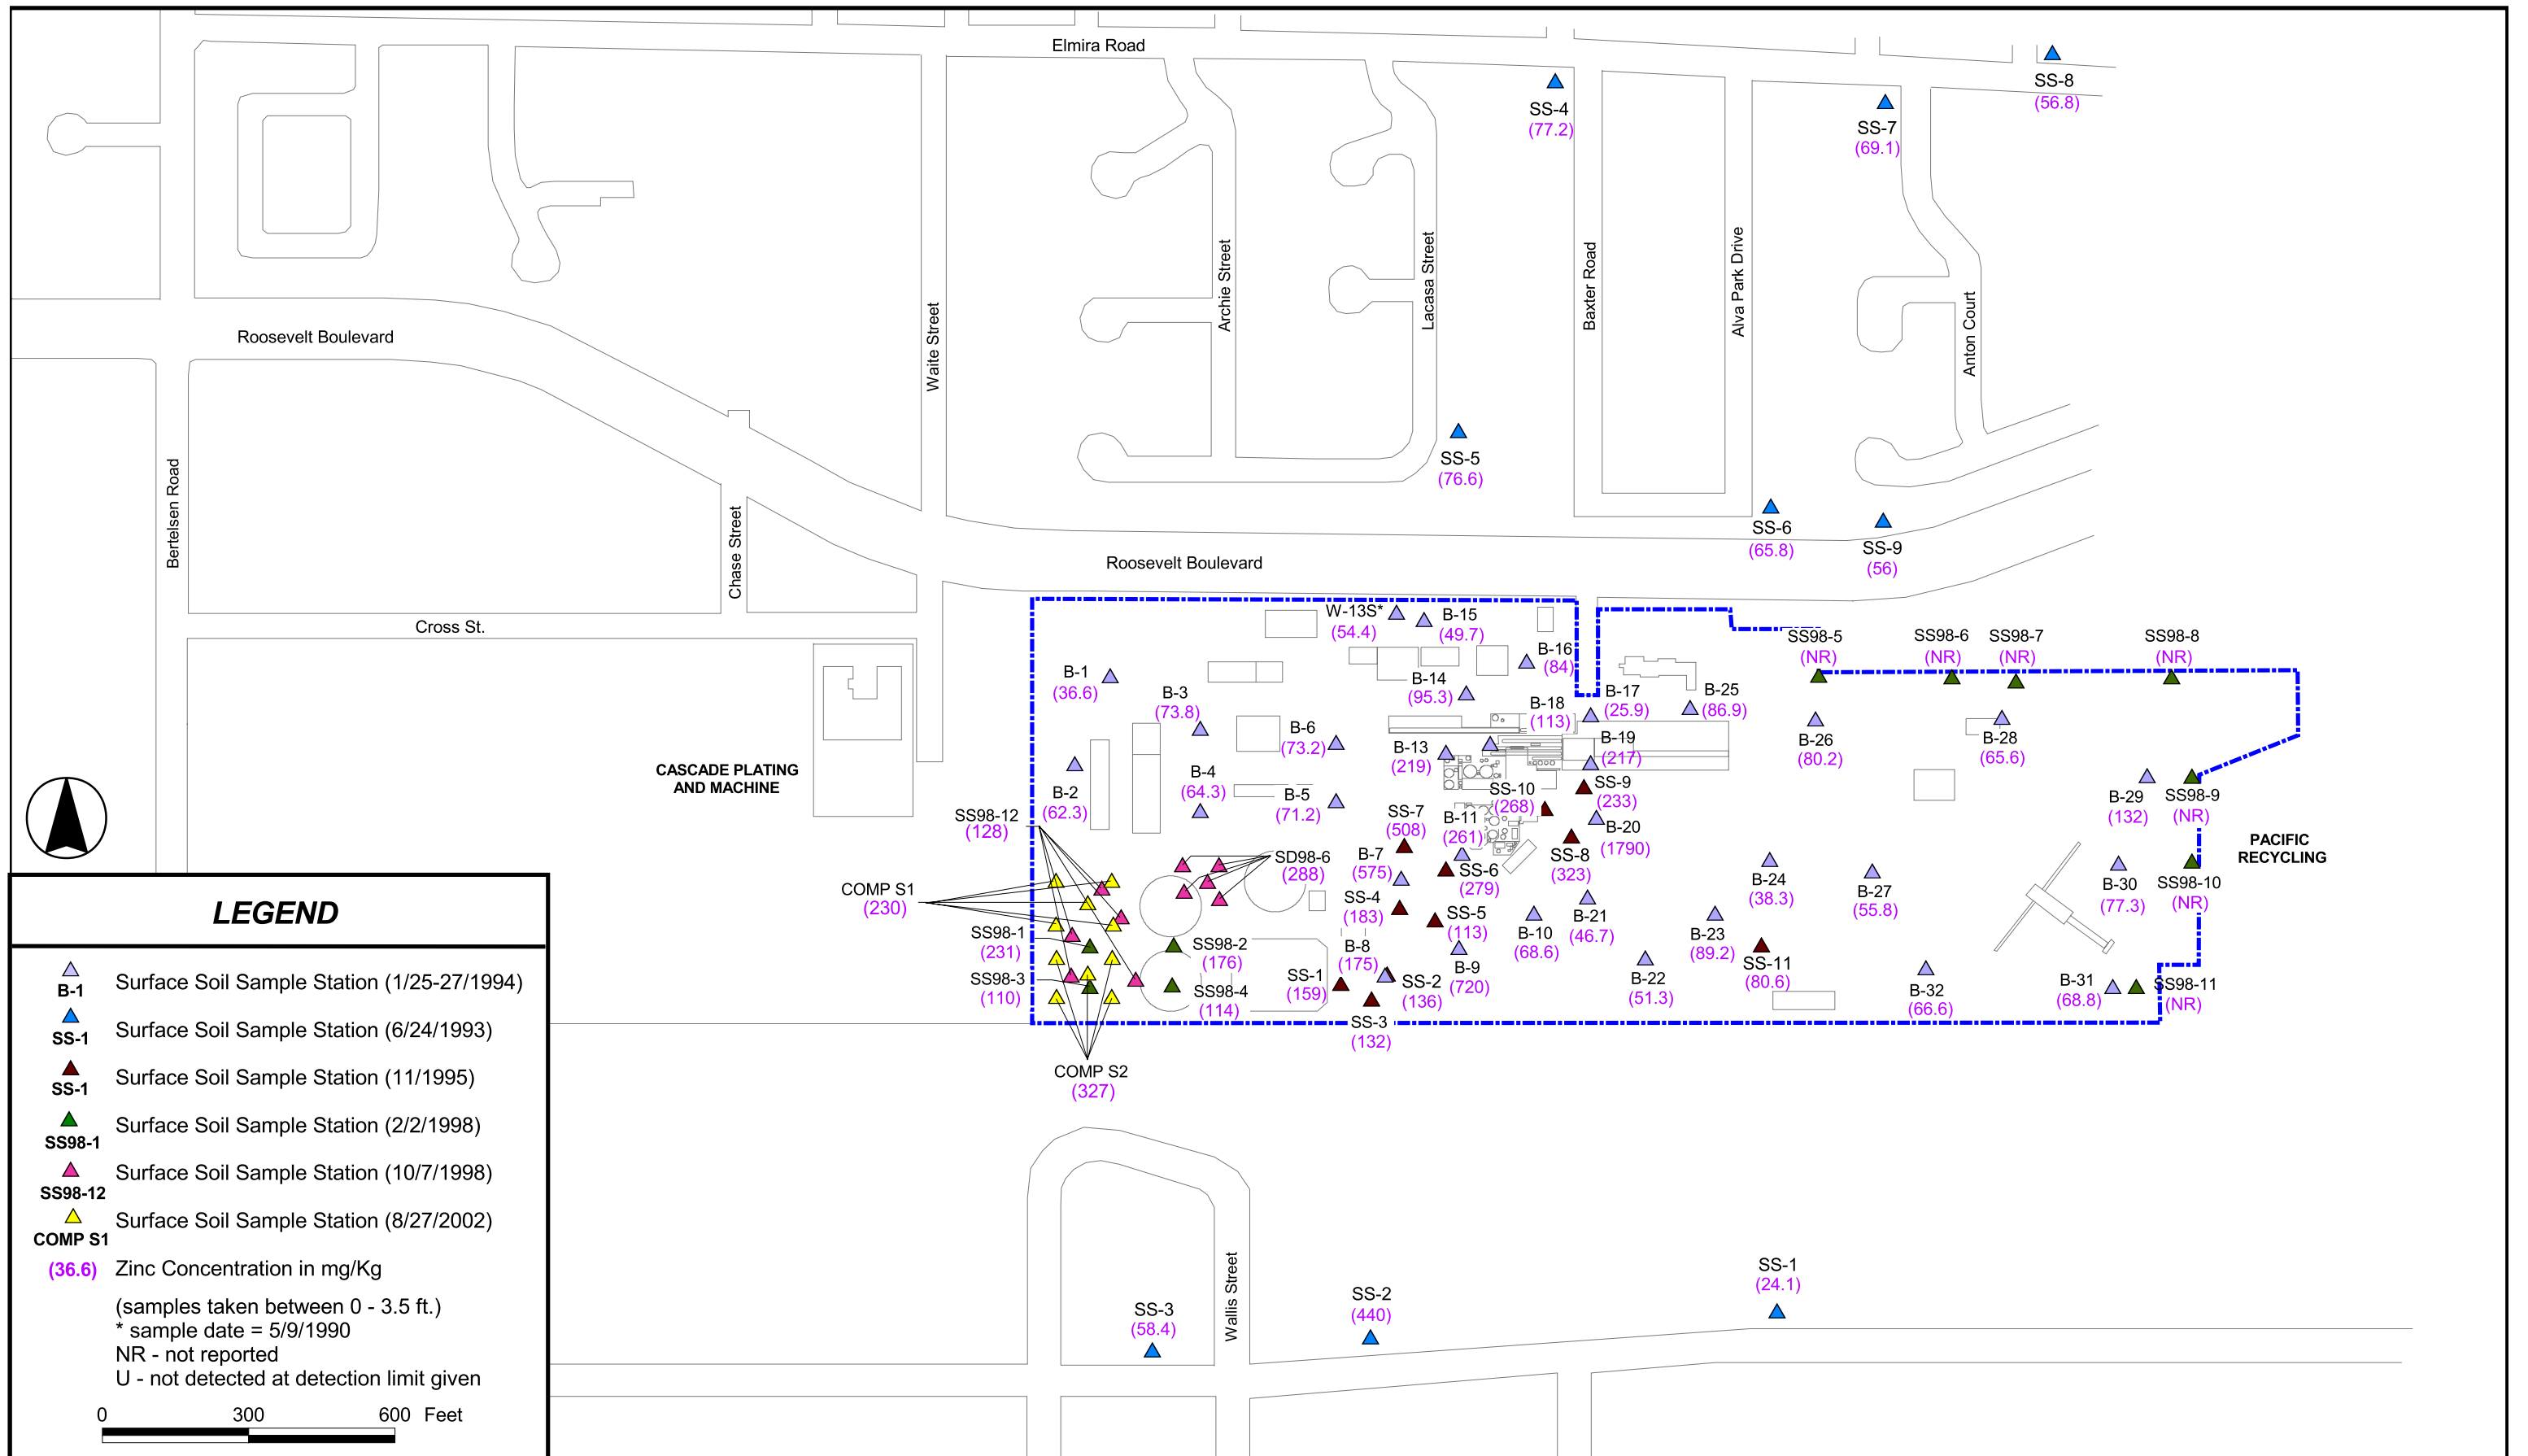 Elmira Road
SS-8
(56.8)
SS-4
(77.2)
SS-7
(69.1)
Roosevelt Boulevard
Waite Street
Archie Street
Lacasa Street
Baxter Road
Alva Park Drive
Anton Court
Bertelsen Road
Chase Street
SS-5
(76.6)
SS-6
(65.8)
SS-9
(56)
Roosevelt Boulevard
Cross St.
W-13S*
(54.4)
B-15
(49.7)
B-16
(84)
B-14
(95.3)
B-1
(36.6)
B-3
(73.8)
B-6
(73.2)
B-18
(113)
B-17
(25.9)
B-25
(86.9)
SS98-5
(NR)
SS98-6
(NR)
SS98-7
(NR)
SS98-8
(NR)
B-13
(219)
B-19
(217)
B-26
(80.2)
B-28
(65.6)
CASCADE PLATING
AND MACHINE
B-2
(62.3)
B-4
(64.3)
B-5
(71.2)
SS-10
(268)
SS-9
(233)
B-29
(132)
SS98-9
(NR)
SS98-12
(128)
SS-7
(508)
B-11
(261)
B-20
(1790)
PACIFIC
RECYCLING
SD98-6
(288)
B-7
(575)
SS-6
(279)
SS-8
(323)
B-24
(38.3)
B-27
(55.8)
B-30
(77.3)
SS98-10
(NR)
COMP S1
(230)
SS-4
(183)
SS-5
(113)
B-10
(68.6)
B-21
(46.7)
B-23
(89.2)
SS98-1
(231)
SS98-2
(176)
B-8
(175)
B-9
(720)
B-22
(51.3)
SS-11
(80.6)
SS98-3
(110)
SS98-4
(114)
SS-1
(159)
SS-2
(136)
B-32
(66.6)
B-31
(68.8)
SS98-11
(NR)
SS-3
(132)
COMP S2
(327)
Wallis Street
SS-3
(58.4)
SS-2
(440)
SS-1
(24.1)
LEGEND
B-1 Surface Soil Sample Station (1/25-27/1994)
SS-1 Surface Soil Sample Station (6/24/1993)
SS-1 Surface Soil Sample Station (11/1995)
SS98-1 Surface Soil Sample Station (2/2/1998)
SS98-12 Surface Soil Sample Station (10/7/1998)
COMP S1 Surface Soil Sample Station (8/27/2002)
(36.6) Zinc Concentration in mg/Kg
(samples taken between 0 - 3.5 ft.)
* sample date = 5/9/1990
NR - not reported
U - not detected at detection limit given
0 300 600 Feet